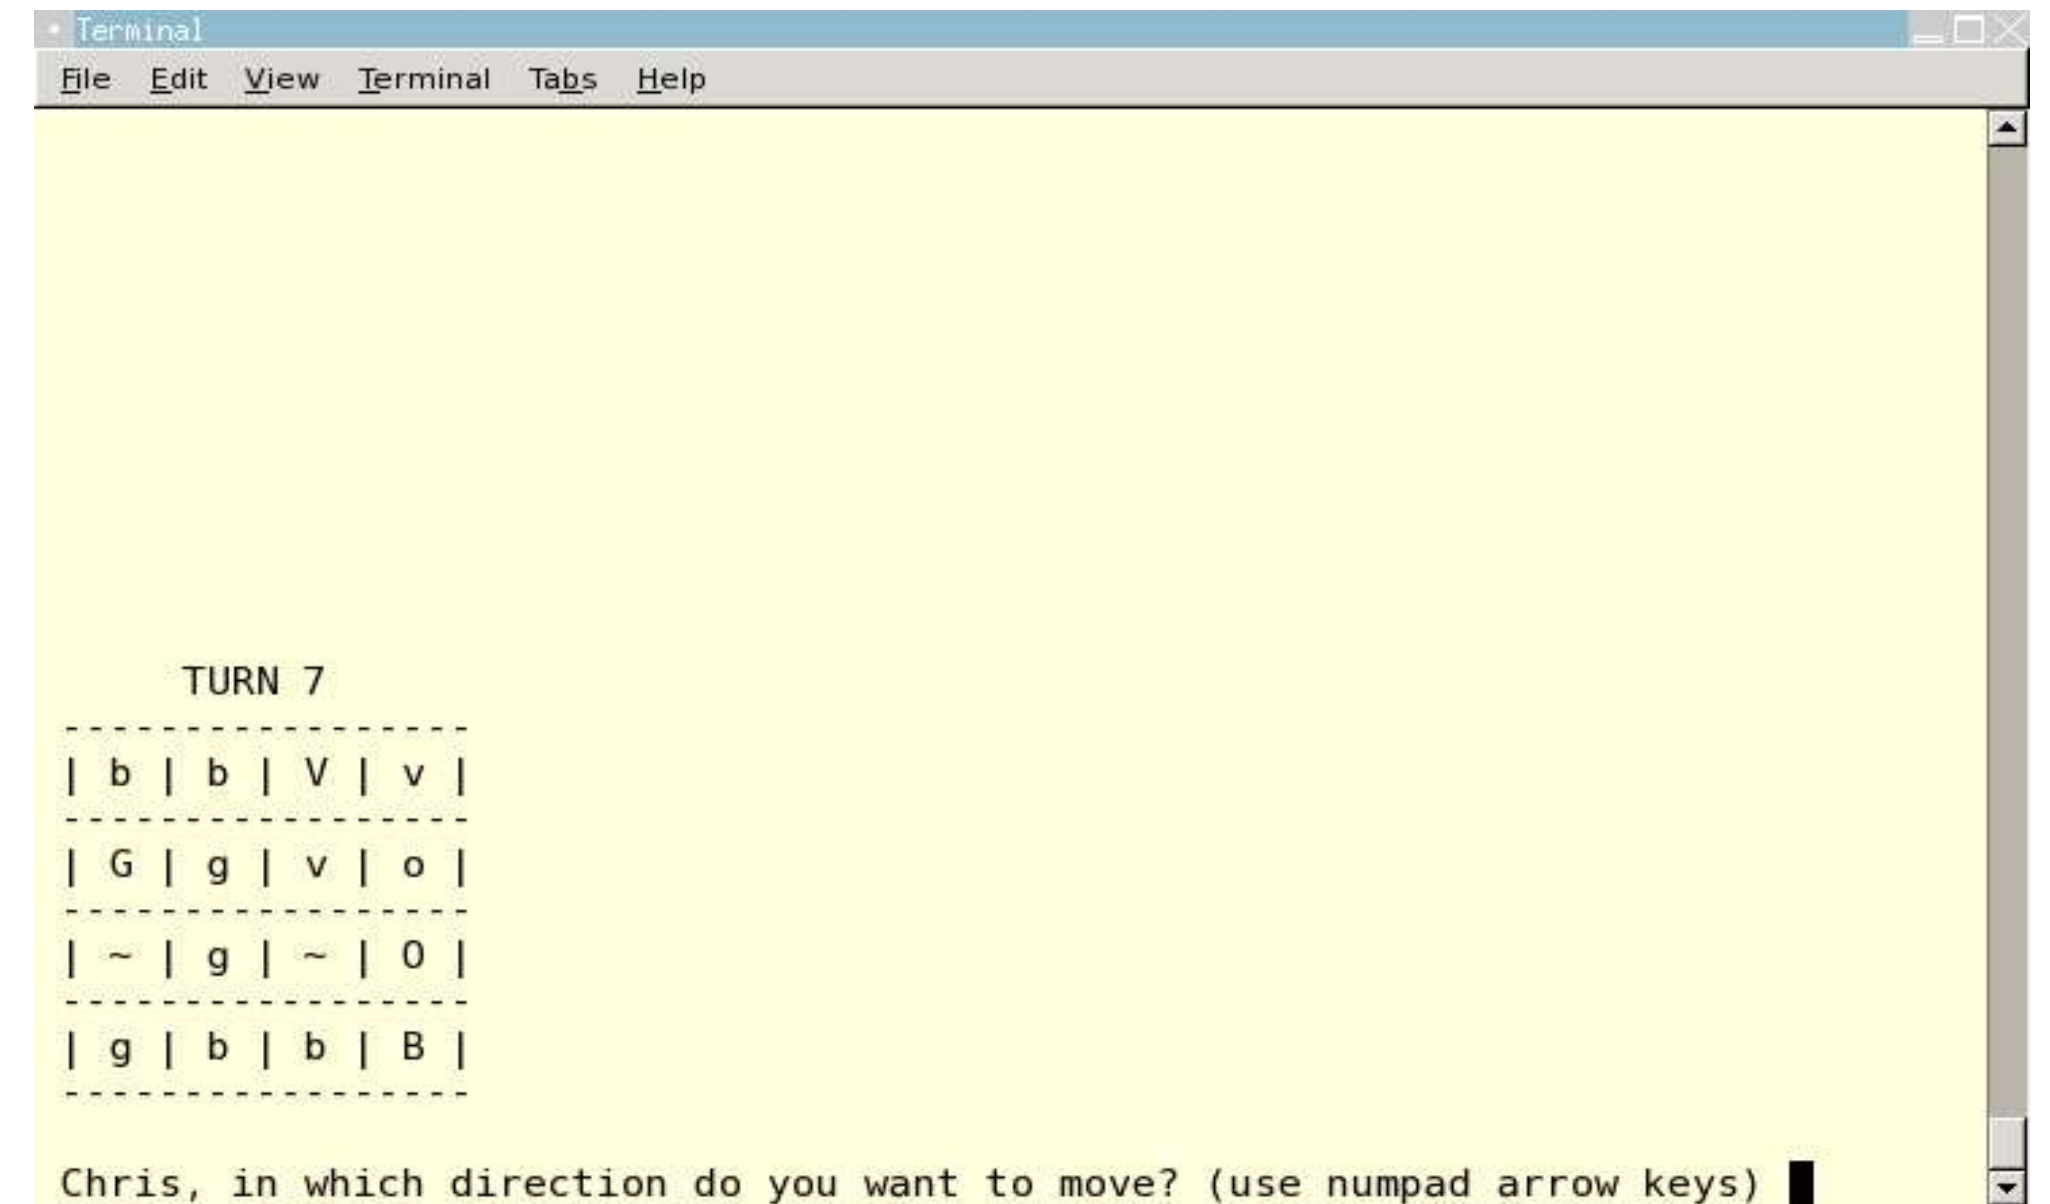 Terminal
File Edit View Terminal Tabs Help
TURN 7
-----------------
| b | b | V | v |
-----------------
| G | g | v | o |
-----------------
| ~ | g | ~ | O |
-----------------
| g | b | b | B |
-----------------
Chris, in which direction do you want to move? (use numpad arrow keys)